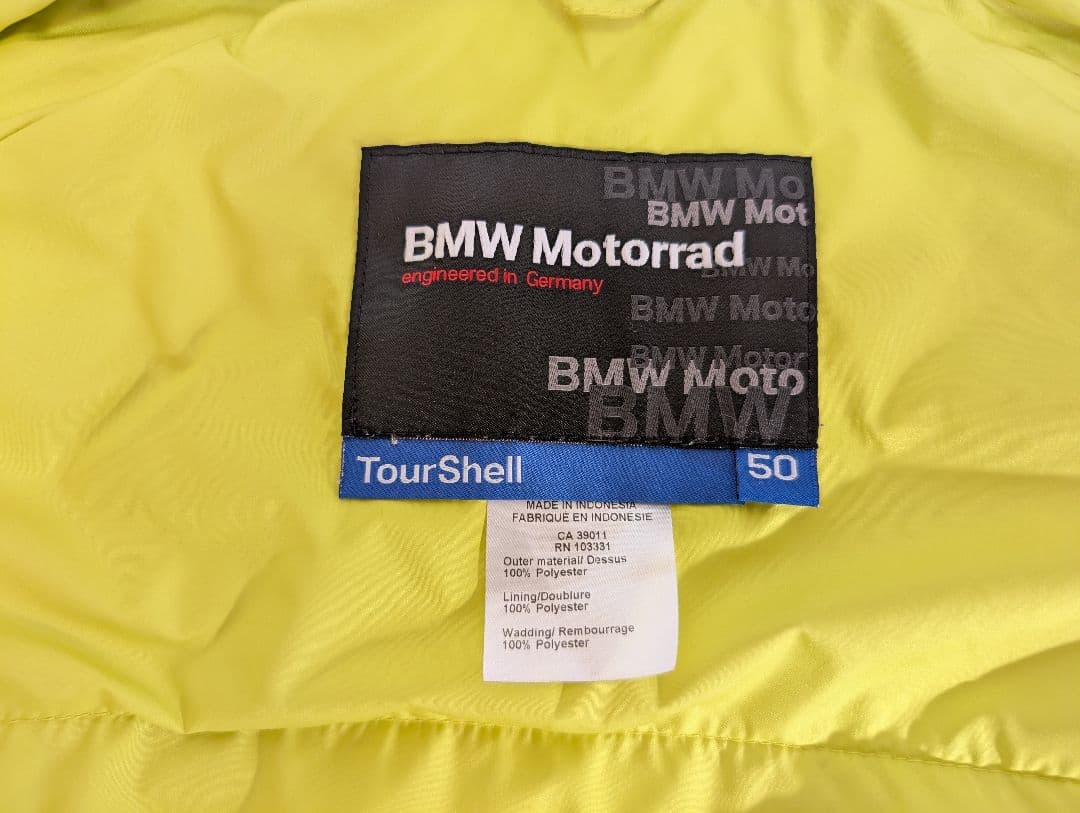 BMW Mo
BMW Mot
BMW Motorrad
BMW Mo
engineered in Germany
BMW Moto
BMW Motor
BMW Moto
BMW
TourShell
50
MADE IN INDONESIA
FABRIQUÉ EN INDONESIE
CA 39011
RN 103331
Outer material/ Dessus
100% Polyester
Lining/Doublure
100% Polyester
Wadding/ Rembourrage
100% Polyester